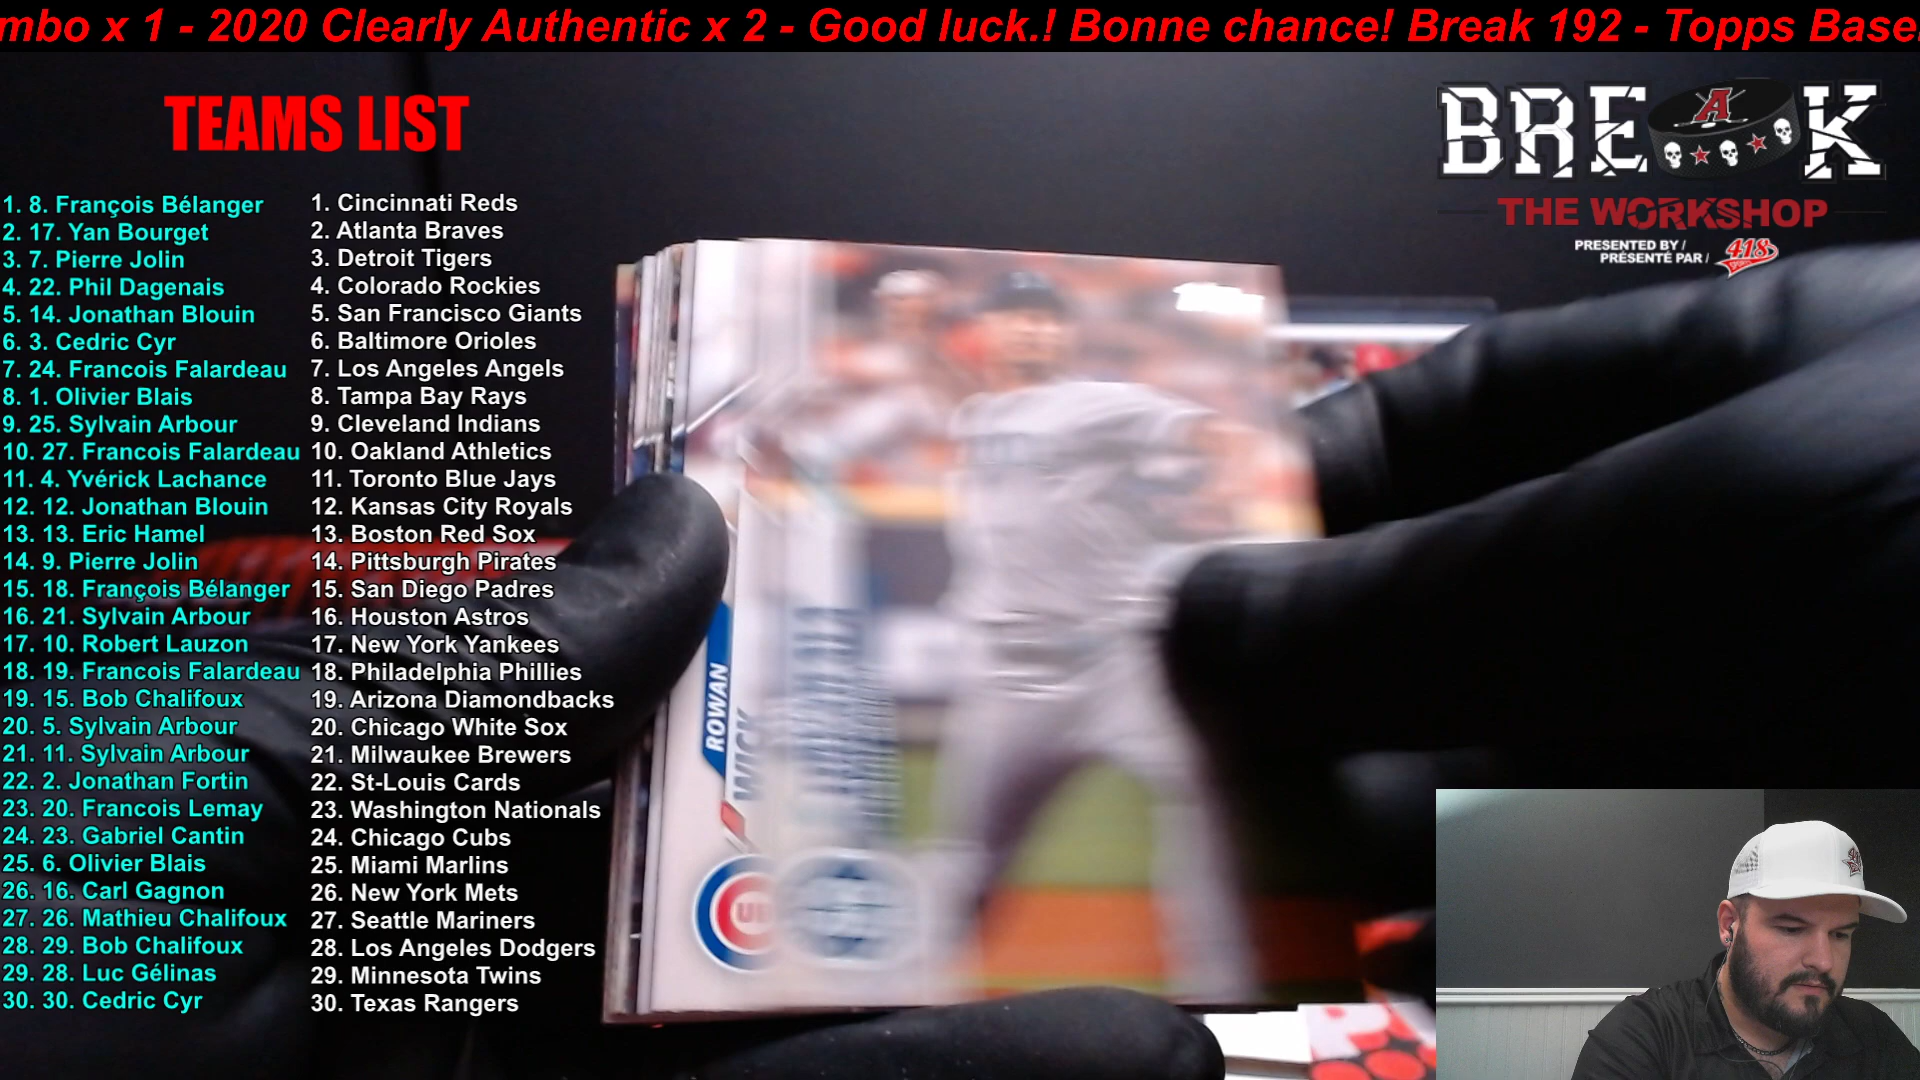 mbo x 1 - 2020 Clearly Authentic x 2 - Good luck.! Bonne chance! Break 192 - Topps Base
TEAMS LIST
1. 8. François Bélanger
2. 17. Yan Bourget
3. 7. Pierre Jolin
4. 22. Phil Dagenais
5. 14. Jonathan Blouin
6. 3. Cedric Cyr
7. 24. Francois Falardeau
8. 1. Olivier Blais
9. 25. Sylvain Arbour
10. 27. Francois Falardeau
11. 4. Yvérick Lachance
12. 12. Jonathan Blouin
13. 13. Eric Hamel
14. 9. Pierre Jolin
15. 18. François Bélanger
16. 21. Sylvain Arbour
17. 10. Robert Lauzon
18. 19. Francois Falardeau
19. 15. Bob Chalifoux
20. 5. Sylvain Arbour
21. 11. Sylvain Arbour
22. 2. Jonathan Fortin
23. 20. Francois Lemay
24. 23. Gabriel Cantin
25. 6. Olivier Blais
26. 16. Carl Gagnon
27. 26. Mathieu Chalifoux
28. 29. Bob Chalifoux
29. 28. Luc Gélinas
30. 30. Cedric Cyr
1. Cincinnati Reds
2. Atlanta Braves
3. Detroit Tigers
4. Colorado Rockies
5. San Francisco Giants
6. Baltimore Orioles
7. Los Angeles Angels
8. Tampa Bay Rays
9. Cleveland Indians
10. Oakland Athletics
11. Toronto Blue Jays
12. Kansas City Royals
13. Boston Red Sox
14. Pittsburgh Pirates
15. San Diego Padres
16. Houston Astros
17. New York Yankees
18. Philadelphia Phillies
19. Arizona Diamondbacks
20. Chicago White Sox
21. Milwaukee Brewers
22. St-Louis Cards
23. Washington Nationals
24. Chicago Cubs
25. Miami Marlins
26. New York Mets
27. Seattle Mariners
28. Los Angeles Dodgers
29. Minnesota Twins
30. Texas Rangers
ROWAN
WICK
BRE A K
THE WORKSHOP
PRESENTED BY /
PRÉSENTÉ PAR /
418